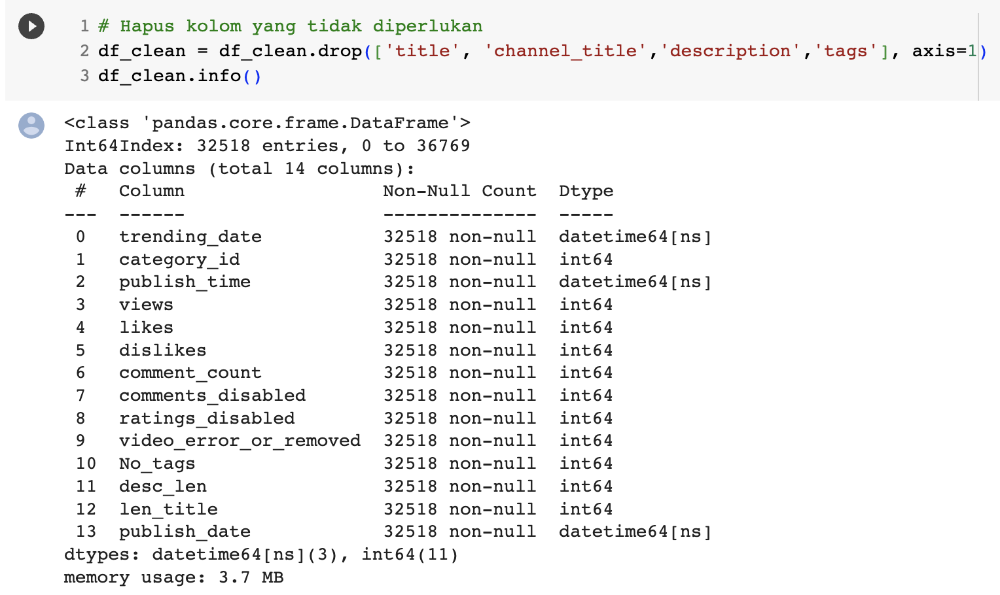 1 # Hapus kolom yang tidak diperlukan
2 df_clean = df_clean.drop(['title', 'channel_title','description','tags'], axis=1)
3 df_clean.info()
<class 'pandas.core.frame.DataFrame'>
Int64Index: 32518 entries, 0 to 36769
Data columns (total 14 columns):
 #   Column                  Non-Null Count  Dtype
---  ------                  --------------  -----
 0   trending_date           32518 non-null  datetime64[ns]
 1   category_id             32518 non-null  int64
 2   publish_time            32518 non-null  datetime64[ns]
 3   views                   32518 non-null  int64
 4   likes                   32518 non-null  int64
 5   dislikes                32518 non-null  int64
 6   comment_count           32518 non-null  int64
 7   comments_disabled       32518 non-null  int64
 8   ratings_disabled        32518 non-null  int64
 9   video_error_or_removed  32518 non-null  int64
 10  No_tags                 32518 non-null  int64
 11  desc_len                32518 non-null  int64
 12  len_title               32518 non-null  int64
 13  publish_date            32518 non-null  datetime64[ns]
dtypes: datetime64[ns](3), int64(11)
memory usage: 3.7 MB